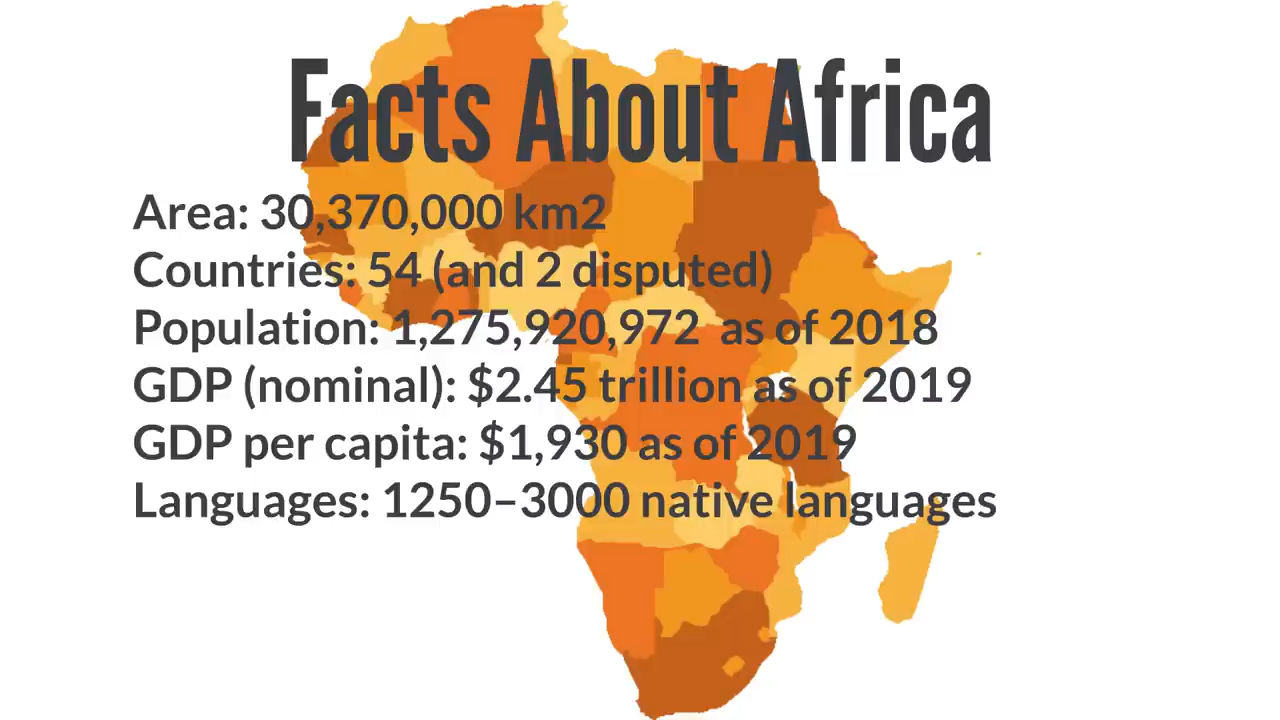 Facts About Africa
Area: 30,370,000 km2
Countries: 54 (and 2 disputed)
Population: 1,275,920,972  as of 2018
GDP (nominal): $2.45 trillion as of 2019
GDP per capita: $1,930 as of 2019
Languages: 1250–3000 native languages